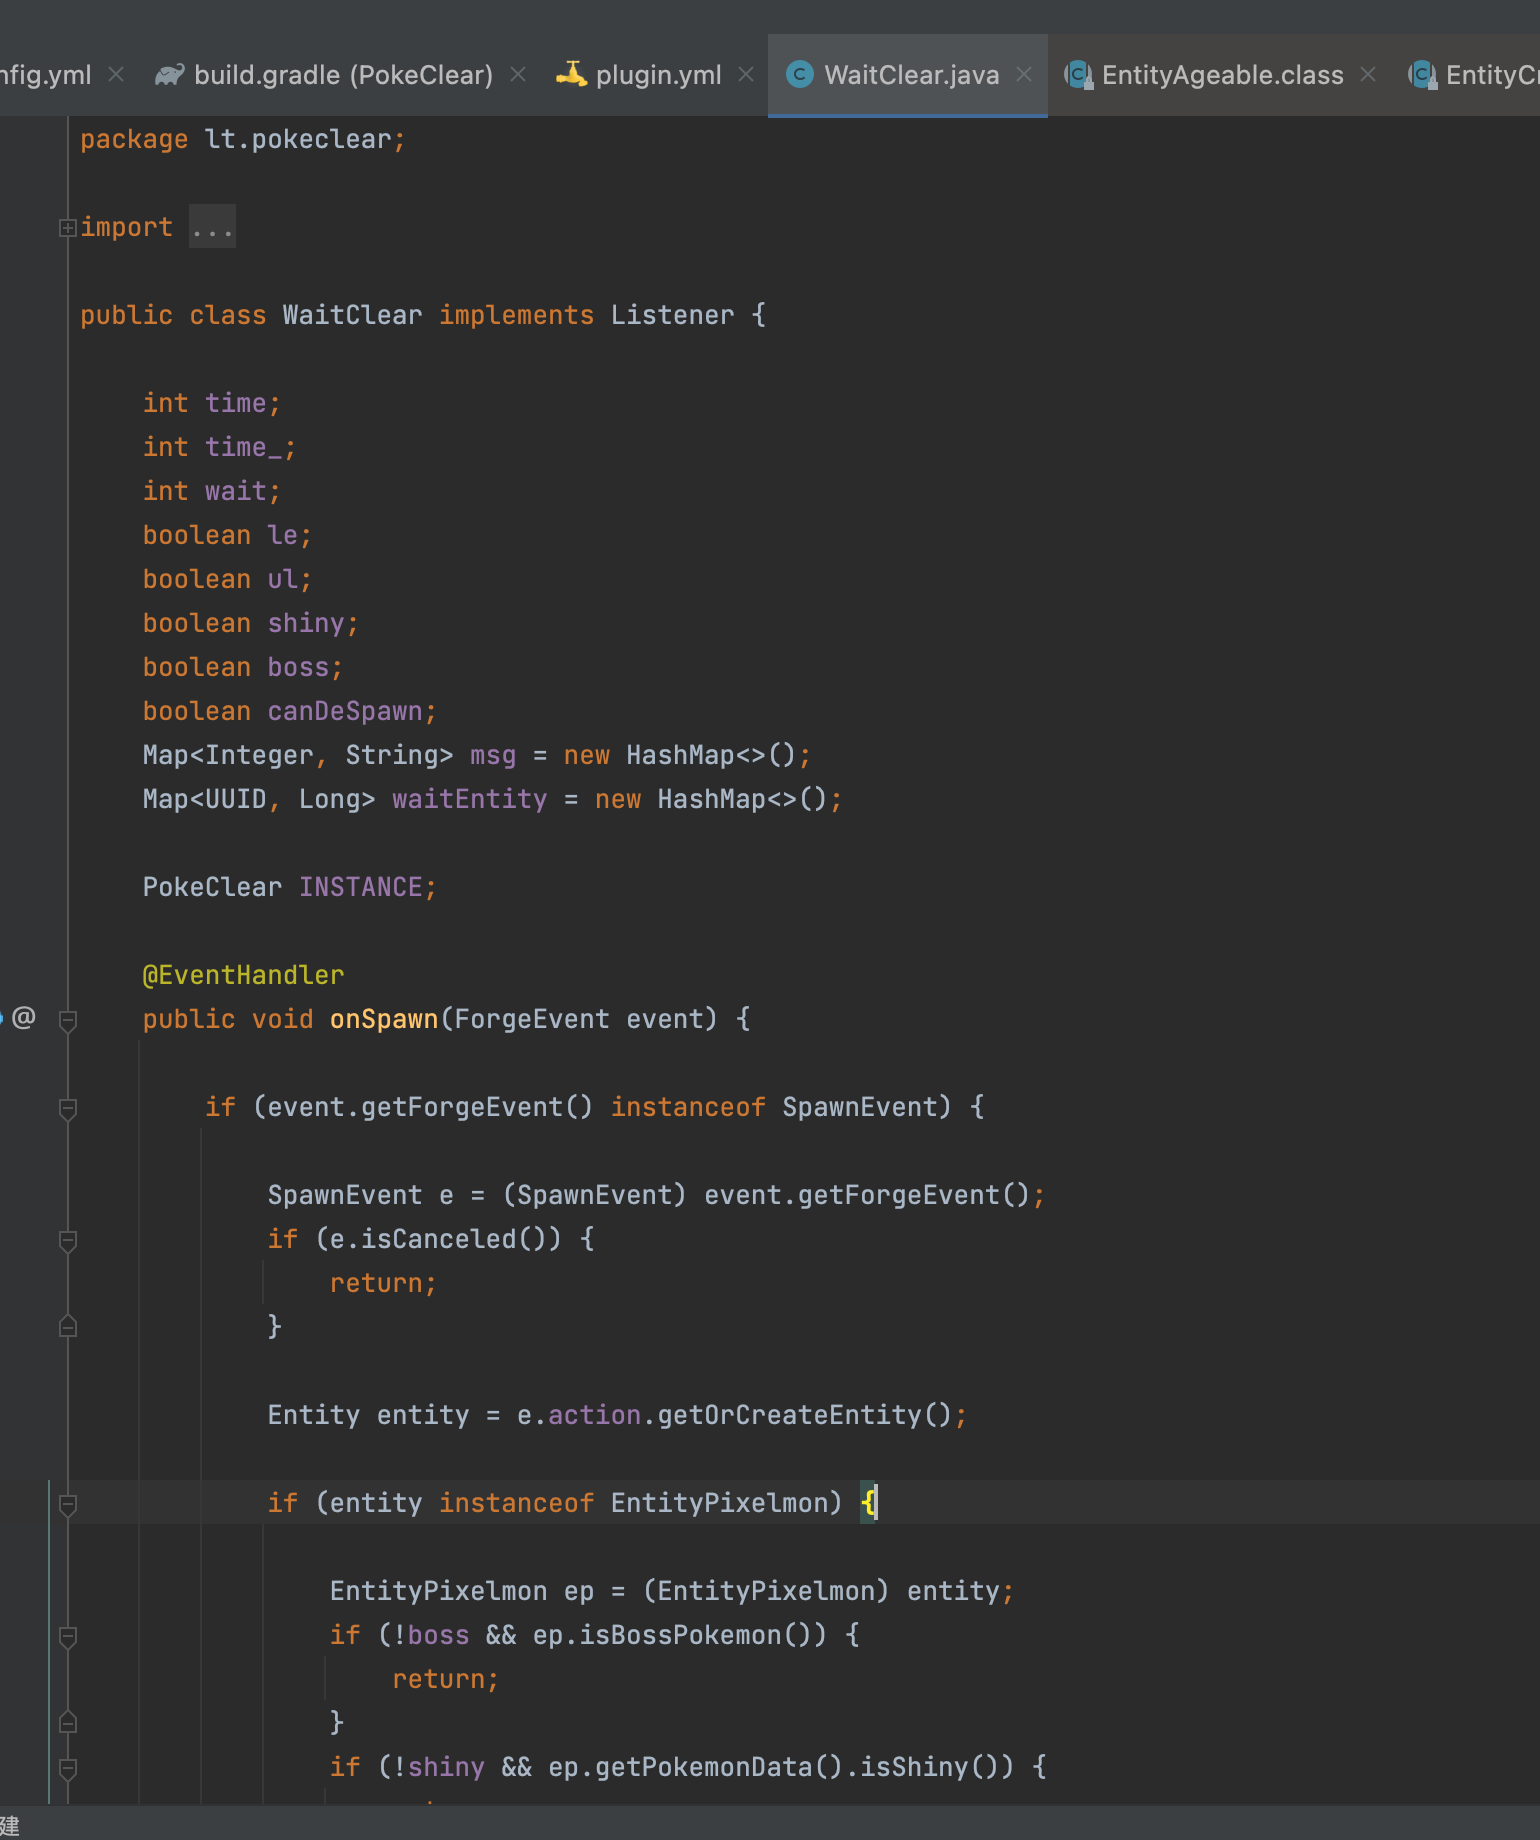 nfig.yml build.gradle (PokeClear) plugin.yml WaitClear.java EntityAgeable.class EntityCr
package lt.pokeclear;
import ...
public class WaitClear implements Listener {
int time;
int time_;
int wait;
boolean le;
boolean ul;
boolean shiny;
boolean boss;
boolean canDeSpawn;
Map<Integer, String> msg = new HashMap<>();
Map<UUID, Long> waitEntity = new HashMap<>();
PokeClear INSTANCE;
@EventHandler
@ public void onSpawn(ForgeEvent event) {
if (event.getForgeEvent() instanceof SpawnEvent) {
SpawnEvent e = (SpawnEvent) event.getForgeEvent();
if (e.isCanceled()) {
return;
}
Entity entity = e.action.getOrCreateEntity();
if (entity instanceof EntityPixelmon) {
EntityPixelmon ep = (EntityPixelmon) entity;
if (!boss && ep.isBossPokemon()) {
return;
}
if (!shiny && ep.getPokemonData().isShiny()) {
建